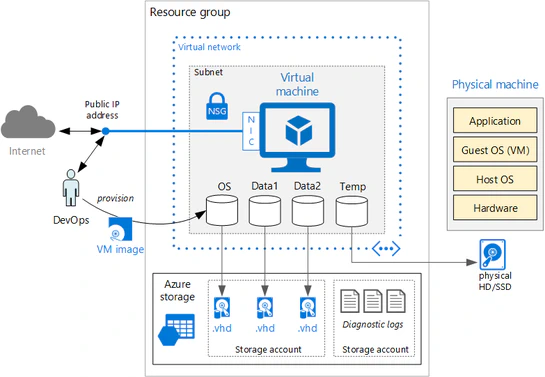 Resource group
Virtual network
Subnet
Virtual
machine
NSG
N
I
C
Public IP
address
Internet
DevOps
provision
VM image
OS
Data1
Data2
Temp
Physical machine
Application
Guest OS (VM)
Host OS
Hardware
physical
HD/SSD
Azure
storage
.vhd
.vhd
.vhd
Storage account
Diagnostic logs
Storage account